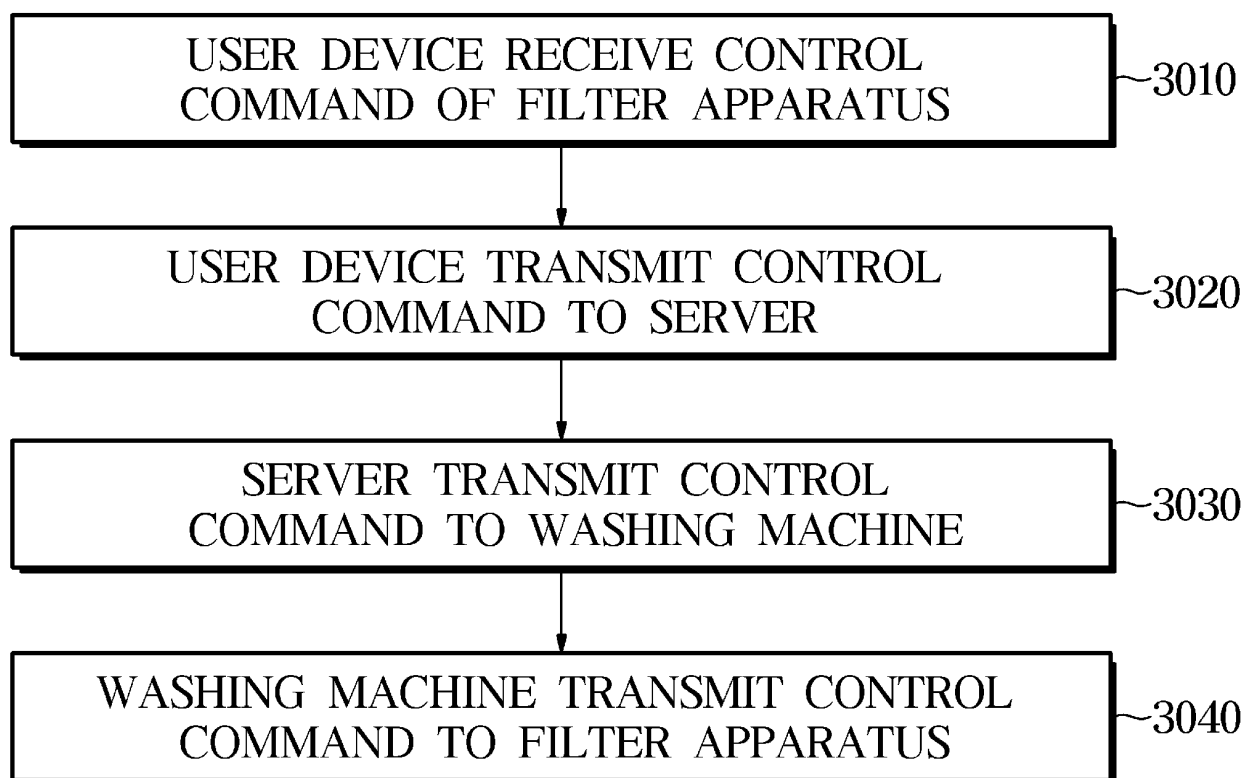 USER DEVICE RECEIVE CONTROL
COMMAND OF FILTER APPARATUS
3010
USER DEVICE TRANSMIT CONTROL
COMMAND TO SERVER
3020
SERVER TRANSMIT CONTROL
COMMAND TO WASHING MACHINE
3030
WASHING MACHINE TRANSMIT CONTROL
COMMAND TO FILTER APPARATUS
3040